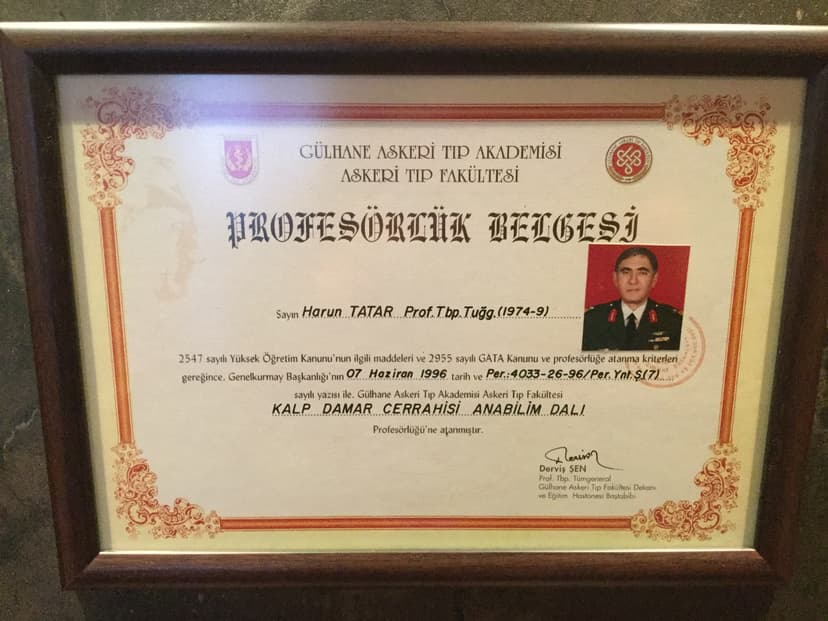 GÜLHANE ASKERİ TIP AKADEMİSİ
ASKERİ TIP FAKÜLTESİ
PROFESÖRLÜK BELGESİ
Sayın Harun TATAR Prof.Tbp.Tuğg.(1974-9)
2547 sayılı Yüksek Öğretim Kanunu'nun ilgili maddeleri ve 2955 sayılı GATA Kanunu ve profesörlüğe atanma kriterleri
gereğince, Genelkurmay Başkanlığı'nın 07 Haziran 1996 tarih ve Per.:4033-26-96/Per.Ynt.Ş.(7)
sayılı yazısı ile. Gülhane Askeri Tıp Akademisi Askeri Tıp Fakültesi
KALP DAMAR CERRAHİSİ ANABİLİM DALI
Profesörlüğü'ne atanmıştır.
Derviş ŞEN
Prof. Tbp. Tümgeneral
Gülhane Askeri Tıp Fakültesi Dekanı
ve Eğitim Hastanesi Baştabibi